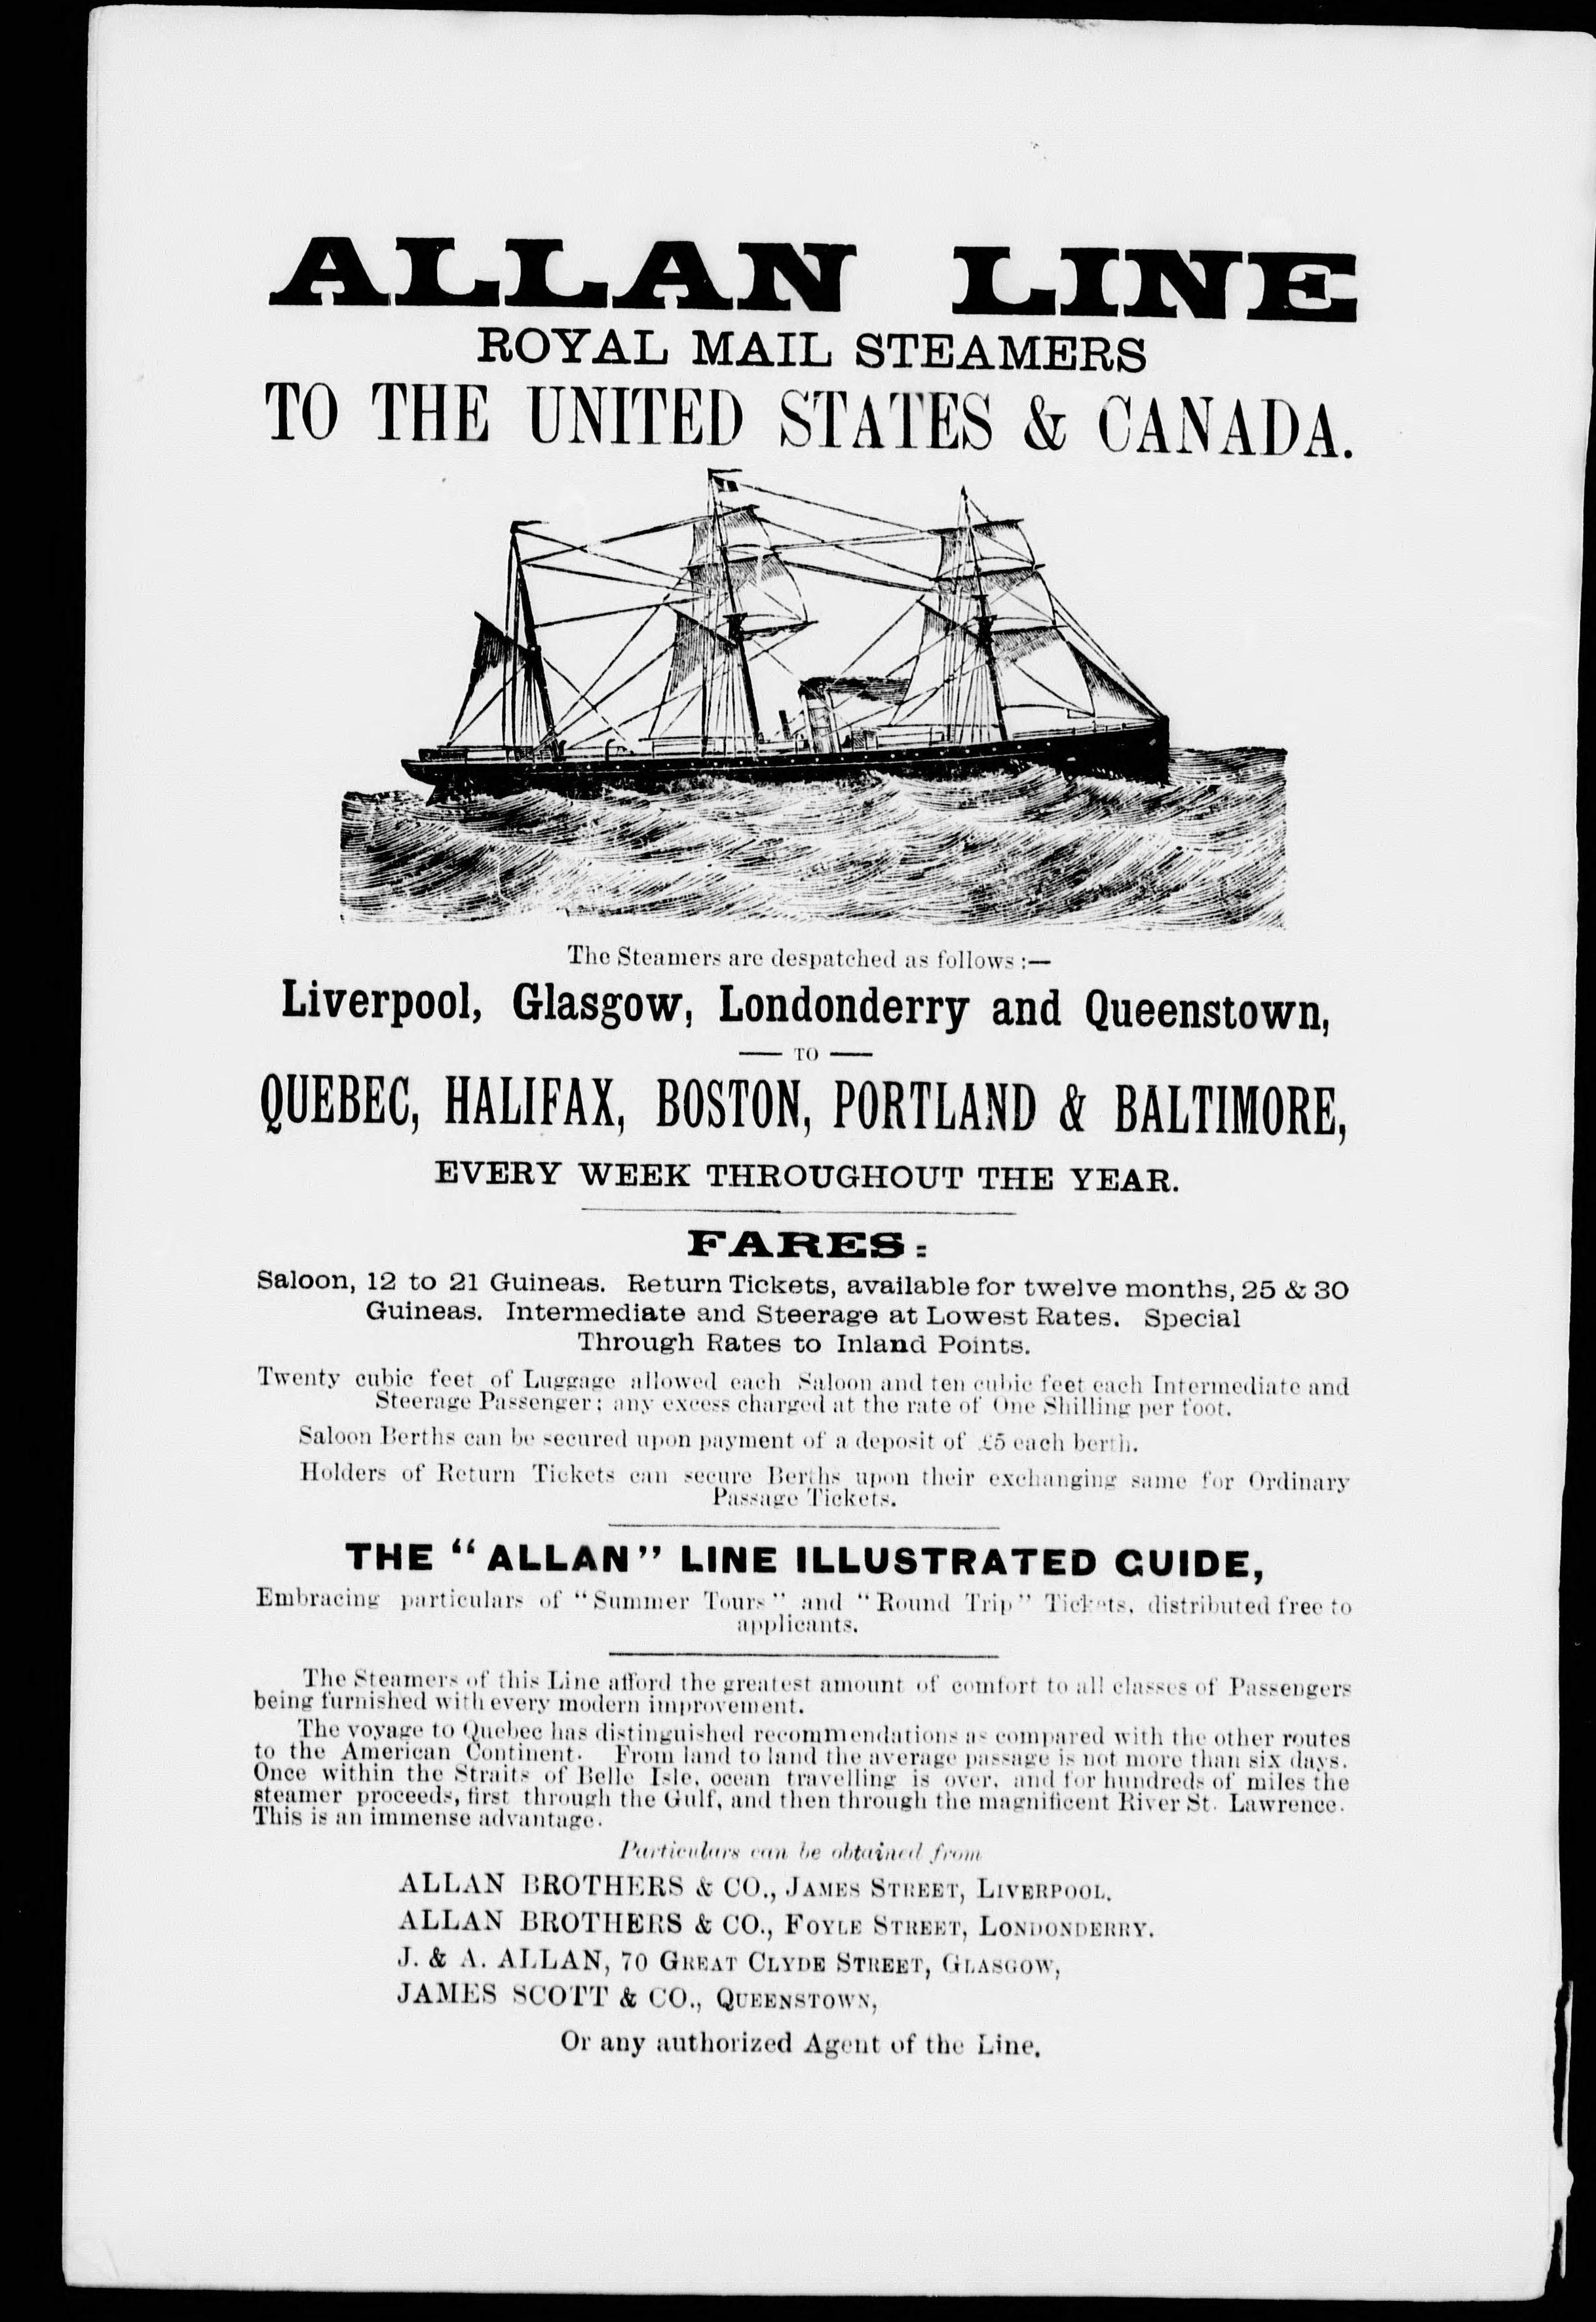 ALLAN LINE
ROYAL MAIL STEAMERS
TO THE UNITED STATES & CANADA.
The Steamers are despatched as follows :—
Liverpool, Glasgow, Londonderry and Queenstown,
— TO —
QUEBEC, HALIFAX, BOSTON, PORTLAND & BALTIMORE,
EVERY WEEK THROUGHOUT THE YEAR.
FARES:
Saloon, 12 to 21 Guineas. Return Tickets, available for twelve months, 25 & 30
Guineas. Intermediate and Steerage at Lowest Rates. Special
Through Rates to Inland Points.
Twenty cubic feet of Luggage allowed each Saloon and ten cubic feet each Intermediate and
Steerage Passenger; any excess charged at the rate of One Shilling per foot.
Saloon Berths can be secured upon payment of a deposit of £5 each berth.
Holders of Return Tickets can secure Berths upon their exchanging same for Ordinary
Passage Tickets.
THE "ALLAN" LINE ILLUSTRATED GUIDE,
Embracing particulars of "Summer Tours" and "Round Trip" Tickets, distributed free to
applicants.
The Steamers of this Line afford the greatest amount of comfort to all classes of Passengers
being furnished with every modern improvement.
The voyage to Quebec has distinguished recommendations as compared with the other routes
to the American Continent. From land to land the average passage is not more than six days.
Once within the Straits of Belle Isle, ocean travelling is over, and for hundreds of miles the
steamer proceeds, first through the Gulf, and then through the magnificent River St. Lawrence.
This is an immense advantage.
Particulars can be obtained from
ALLAN BROTHERS & CO., JAMES STREET, LIVERPOOL.
ALLAN BROTHERS & CO., FOYLE STREET, LONDONDERRY.
J. & A. ALLAN, 70 GREAT CLYDE STREET, GLASGOW,
JAMES SCOTT & CO., QUEENSTOWN,
Or any authorized Agent of the Line.